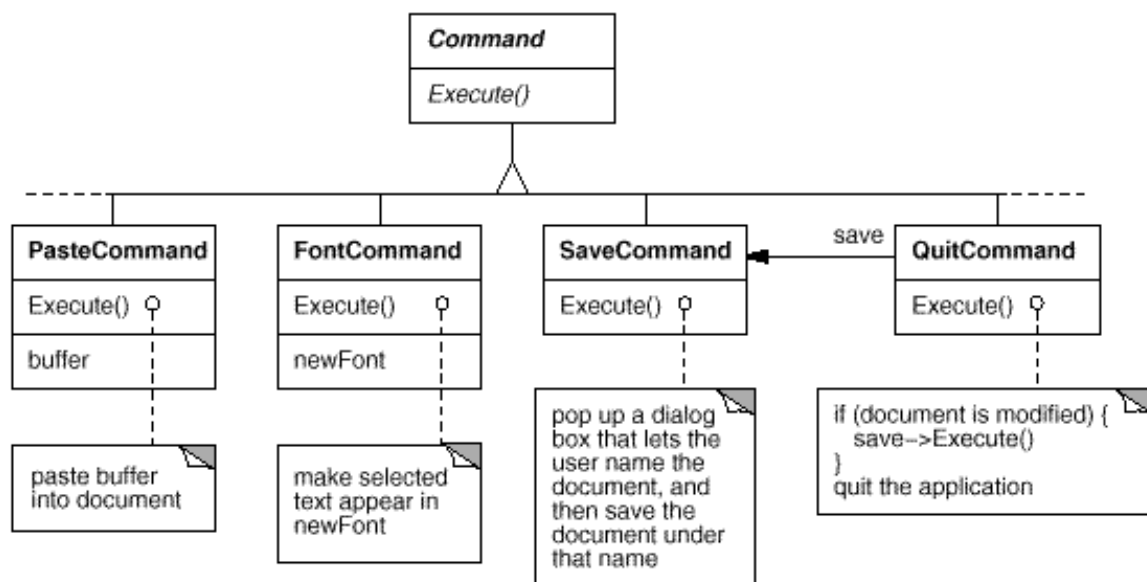 Command
Execute()
PasteCommand
Execute()
buffer
paste buffer
into document
FontCommand
Execute()
newFont
make selected
text appear in
newFont
SaveCommand
Execute()
pop up a dialog
box that lets the
user name the
document, and
then save the
document under
that name
save
QuitCommand
Execute()
if (document is modified) {
save->Execute()
}
quit the application